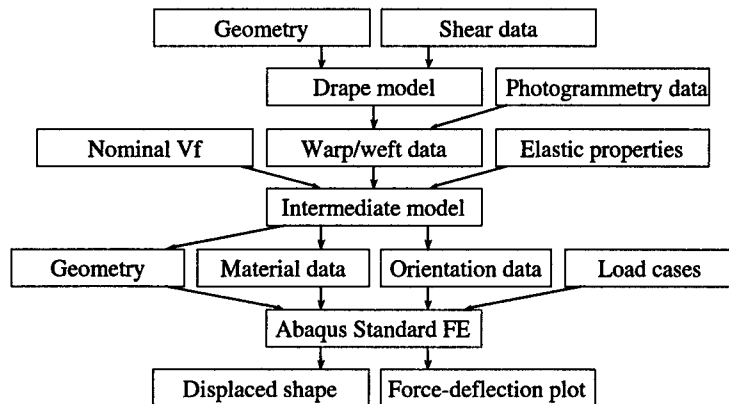 Geometry
Shear data
Drape model
Photogrammetry data
Nominal Vf
Warp/weft data
Elastic properties
Intermediate model
Geometry
Material data
Orientation data
Load cases
Abaqus Standard FE
Displaced shape
Force-deflection plot